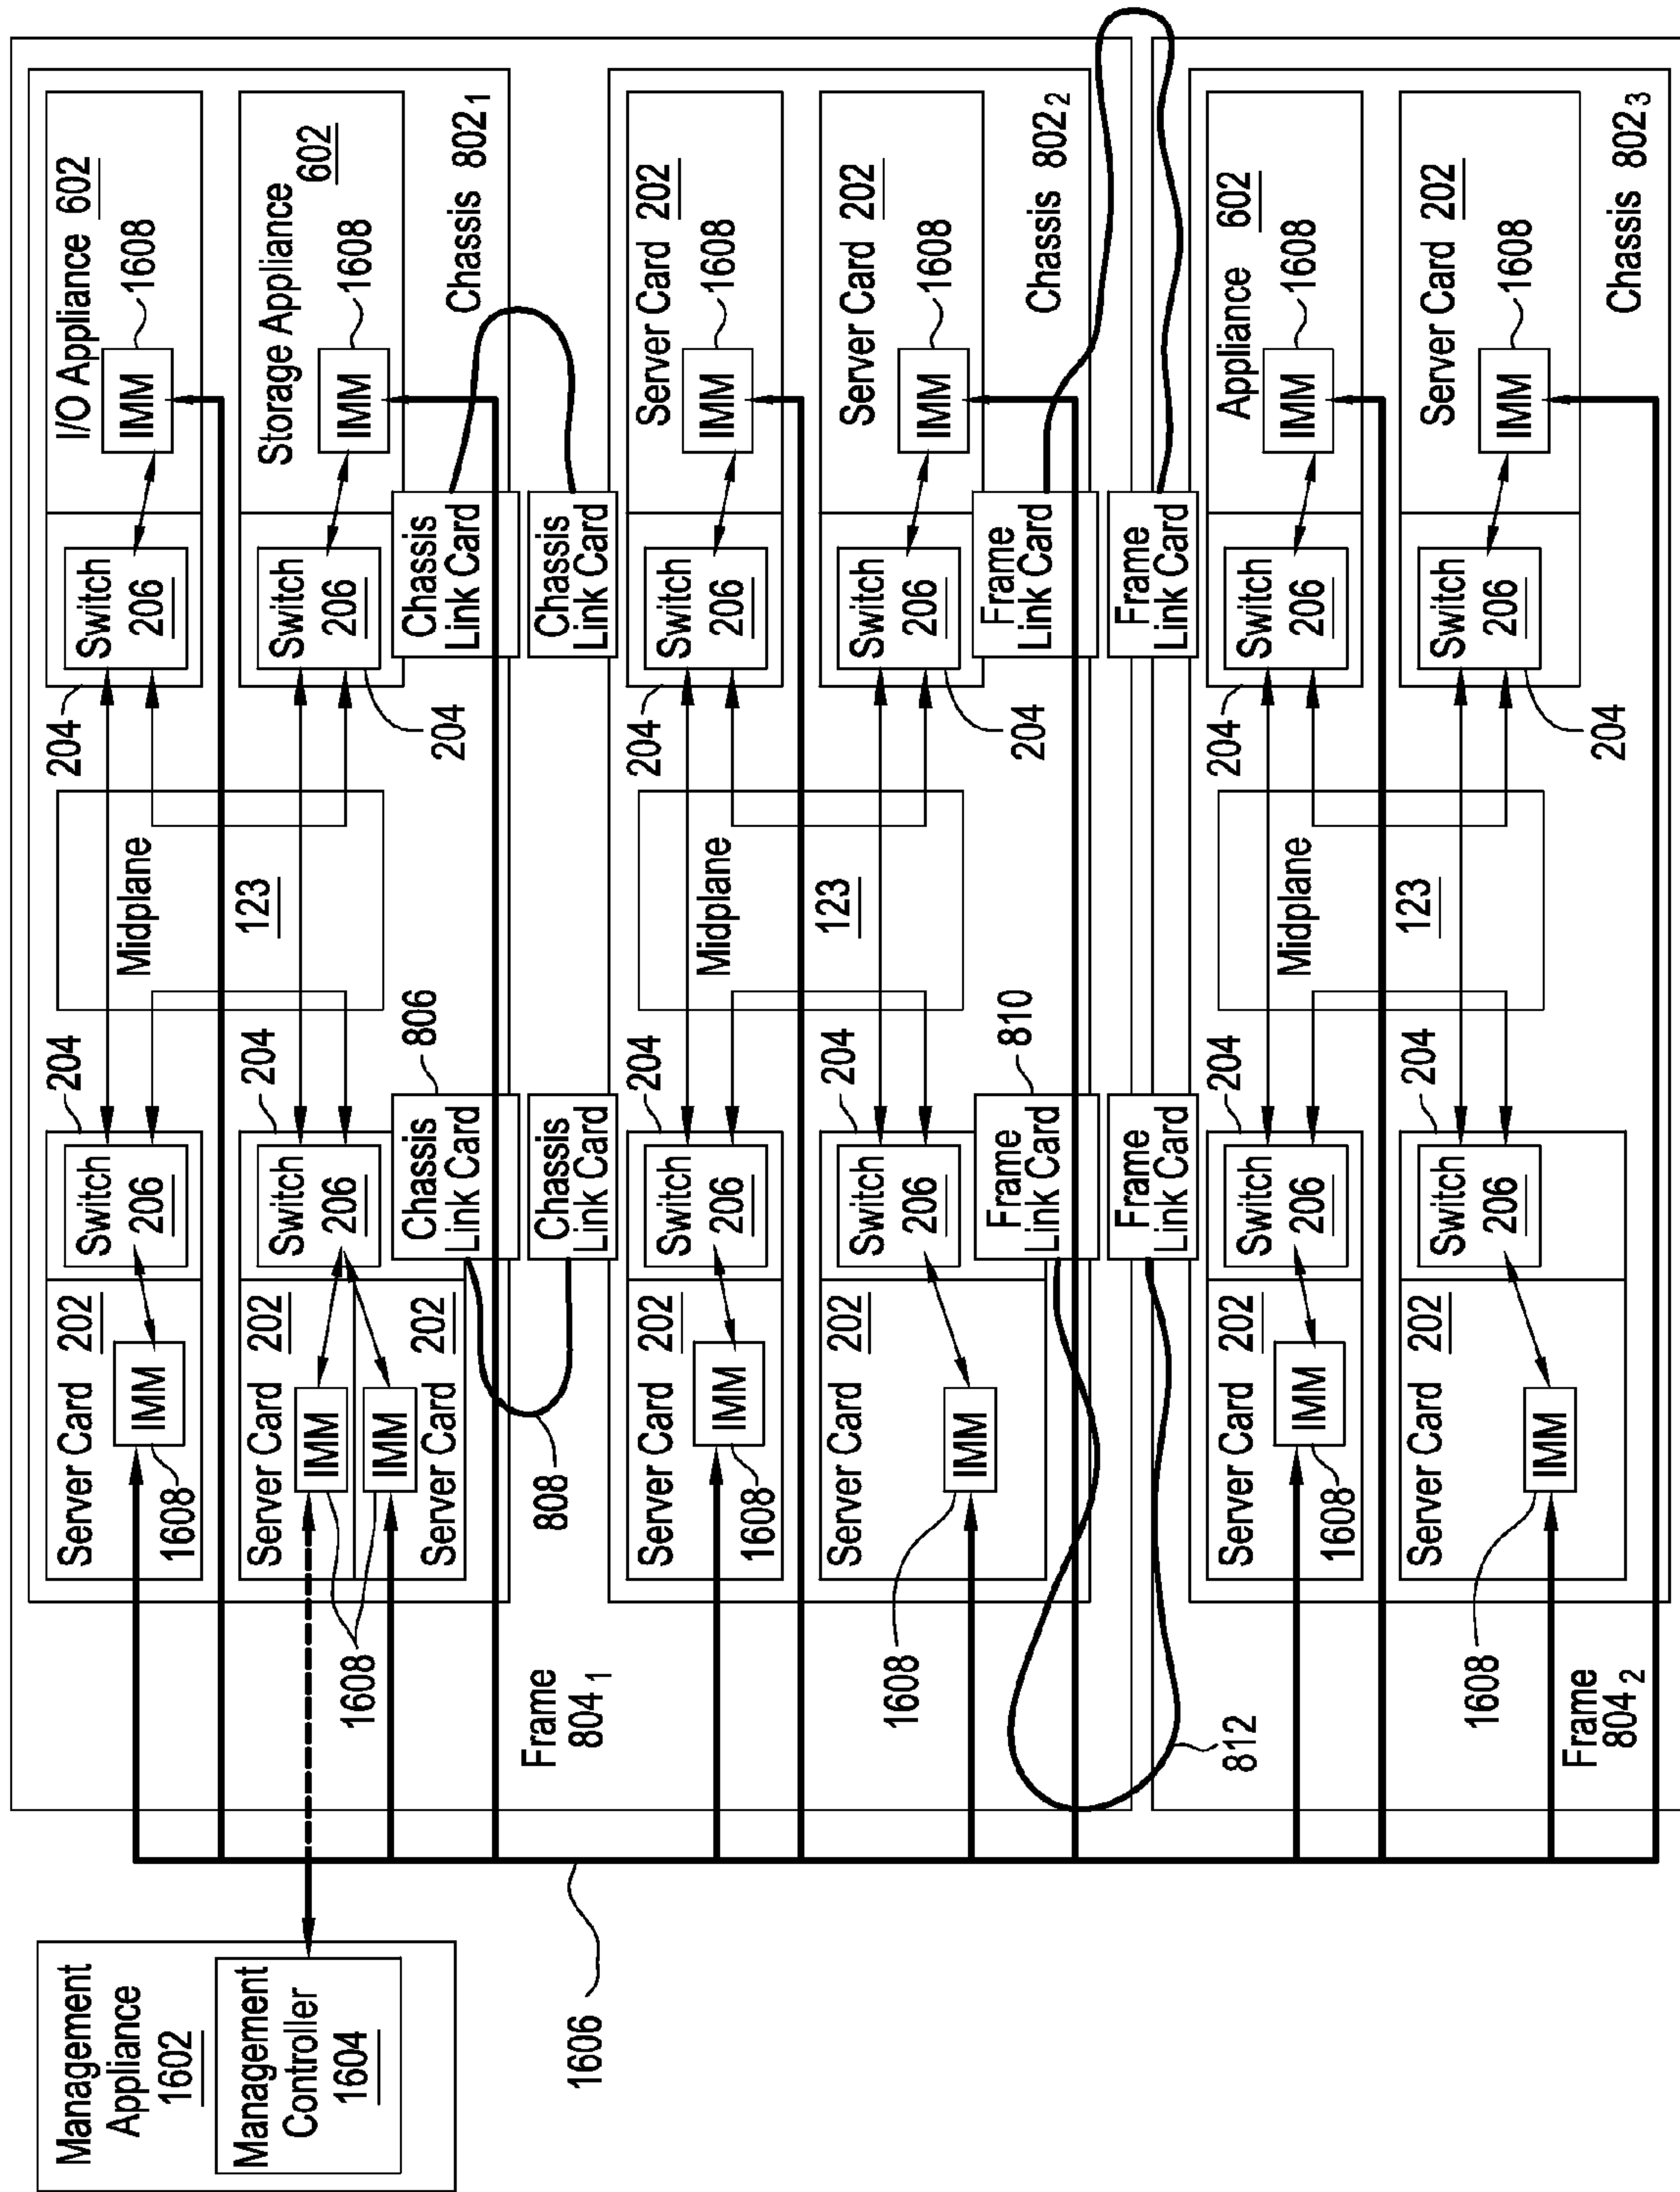 Management
Appliance
1602
Management
Controller
1604
1606
Frame
804 1
Server Card 202
IMM
1608
Switch
206
204
Midplane
123
204
Switch
206
I/O Appliance 602
IMM
1608
Server Card 202
IMM
1608
IMM
Server Card 202
Switch
206
204
204
Switch
206
Storage Appliance 602
IMM
1608
Chassis 802 1
Chassis
Link Card
806
Chassis
Link Card
808
Chassis
Link Card
Chassis
Link Card
Server Card 202
IMM
1608
Switch
206
204
Midplane
123
204
Switch
206
Server Card 202
IMM
1608
Server Card 202
IMM
1608
Switch
206
204
204
Switch
206
Server Card 202
IMM
1608
Chassis 802 2
Frame
Link Card
810
Frame
Link Card
812
Frame
Link Card
Frame
Link Card
Frame
804 2
Server Card 202
IMM
1608
Switch
206
204
Midplane
123
204
Switch
206
Appliance 602
IMM
1608
Server Card 202
IMM
1608
Switch
206
204
204
Switch
206
Server Card 202
IMM
1608
Chassis 802 3